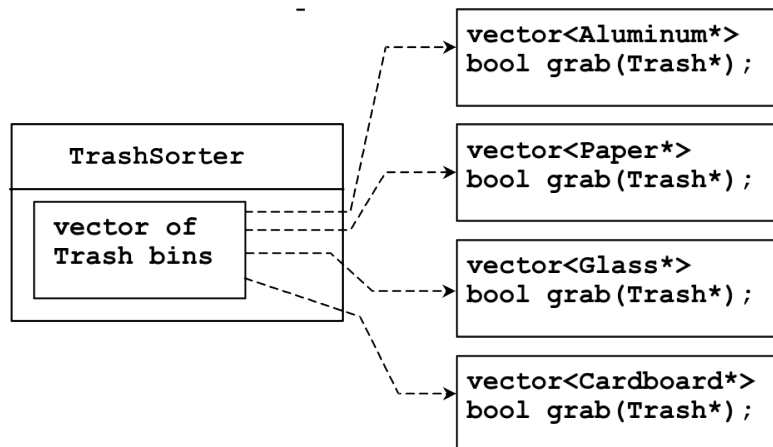 TrashSorter
vector of
Trash bins
vector<Aluminum*>
bool grab(Trash*);
vector<Paper*>
bool grab(Trash*);
vector<Glass*>
bool grab(Trash*);
vector<Cardboard*>
bool grab(Trash*);